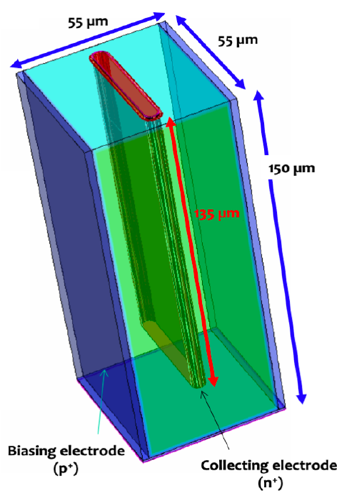 55 µm
55 µm
150 µm
135 µm
Biasing electrode
(p⁺)
Collecting electrode
(n⁺)